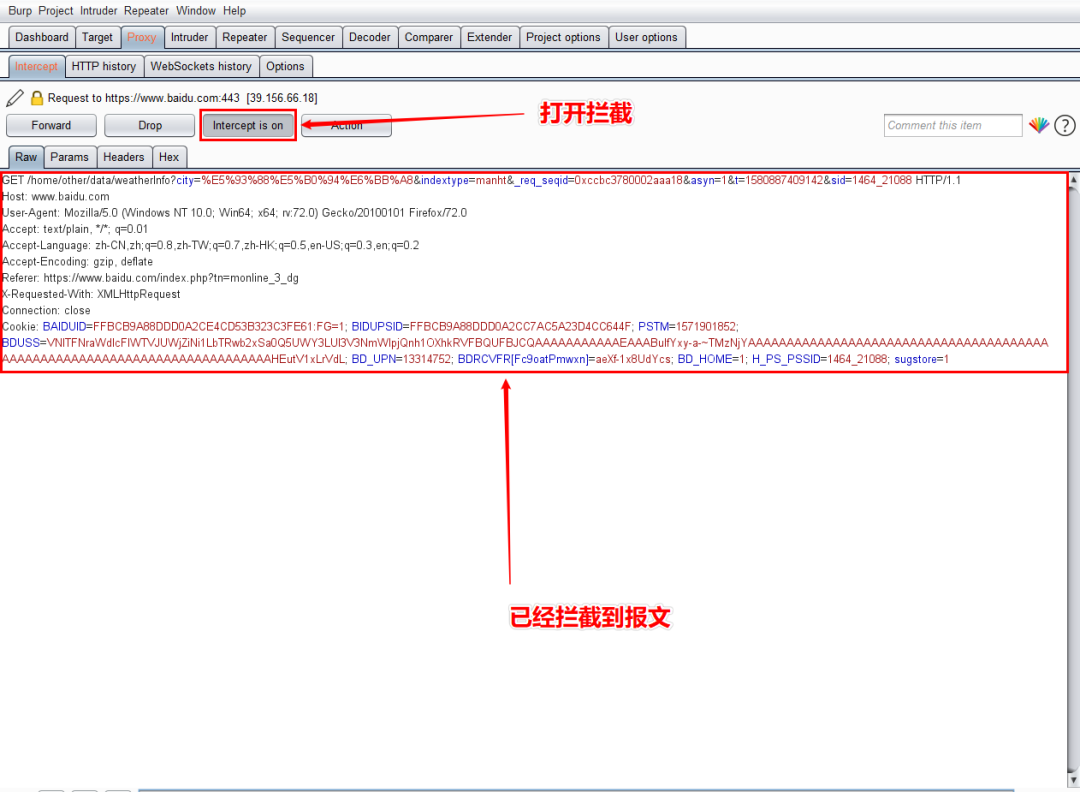 Burp Project Intruder Repeater Window Help
Dashboard Target Proxy Intruder Repeater Sequencer Decoder Comparer Extender Project options User options
Intercept HTTP history WebSockets history Options
Request to https://www.baidu.com:443 [39.156.66.18]
打开拦截
Forward Drop Intercept is on Action Comment this item ?
Raw Params Headers Hex
GET /home/other/data/weatherInfo?city=%E5%93%88%E5%B0%94%E6%BB%A8&indextype=manht&_req_seqid=0xccbc3780002aaa18&asyn=1&t=1580887409142&sid=1464_21088 HTTP/1.1
Host: www.baidu.com
User-Agent: Mozilla/5.0 (Windows NT 10.0; Win64; x64; rv:72.0) Gecko/20100101 Firefox/72.0
Accept: text/plain, */*; q=0.01
Accept-Language: zh-CN,zh;q=0.8,zh-TW;q=0.7,zh-HK;q=0.5,en-US;q=0.3,en;q=0.2
Accept-Encoding: gzip, deflate
Referer: https://www.baidu.com/index.php?tn=monline_3_dg
X-Requested-With: XMLHttpRequest
Connection: close
Cookie: BAIDUID=FFBCB9A88DDD0A2CE4CD53B323C3FE61:FG=1; BIDUPSID=FFBCB9A88DDD0A2CC7AC5A23D4CC644F; PSTM=1571901852;
BDUSS=
BD_UPN=13314752; BDRCVFR[Fc9oatPmwxn]=aeXf-1x8UdYcs; BD_HOME=1; H_PS_PSSID=1464_21088; sugstore=1
已经拦截到报文